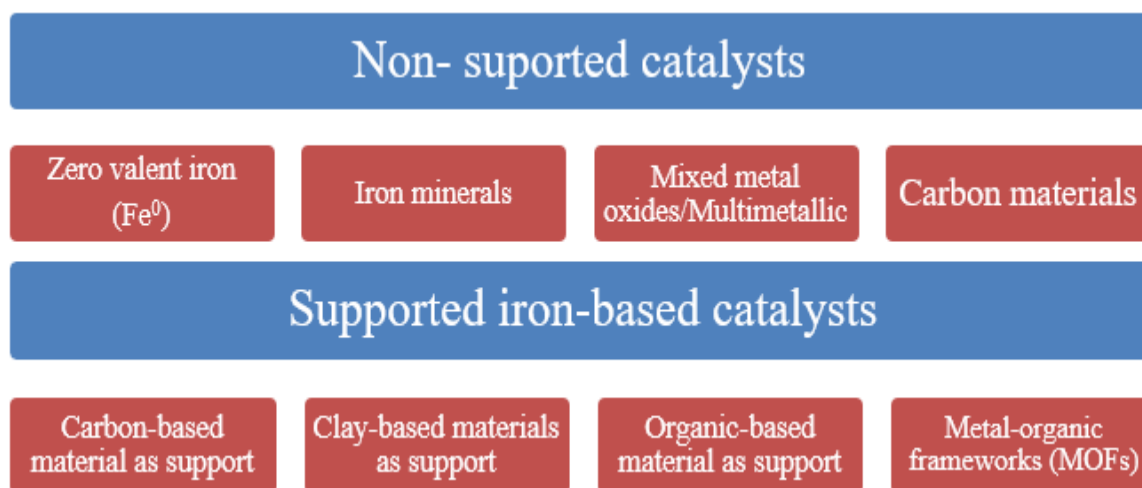 Non- suported catalysts
Zero valent iron
(Fe⁰)
Iron minerals
Mixed metal
oxides/Multimetallic
Carbon materials
Supported iron-based catalysts
Carbon-based
material as support
Clay-based materials
as support
Organic-based
material as support
Metal-organic
frameworks (MOFs)